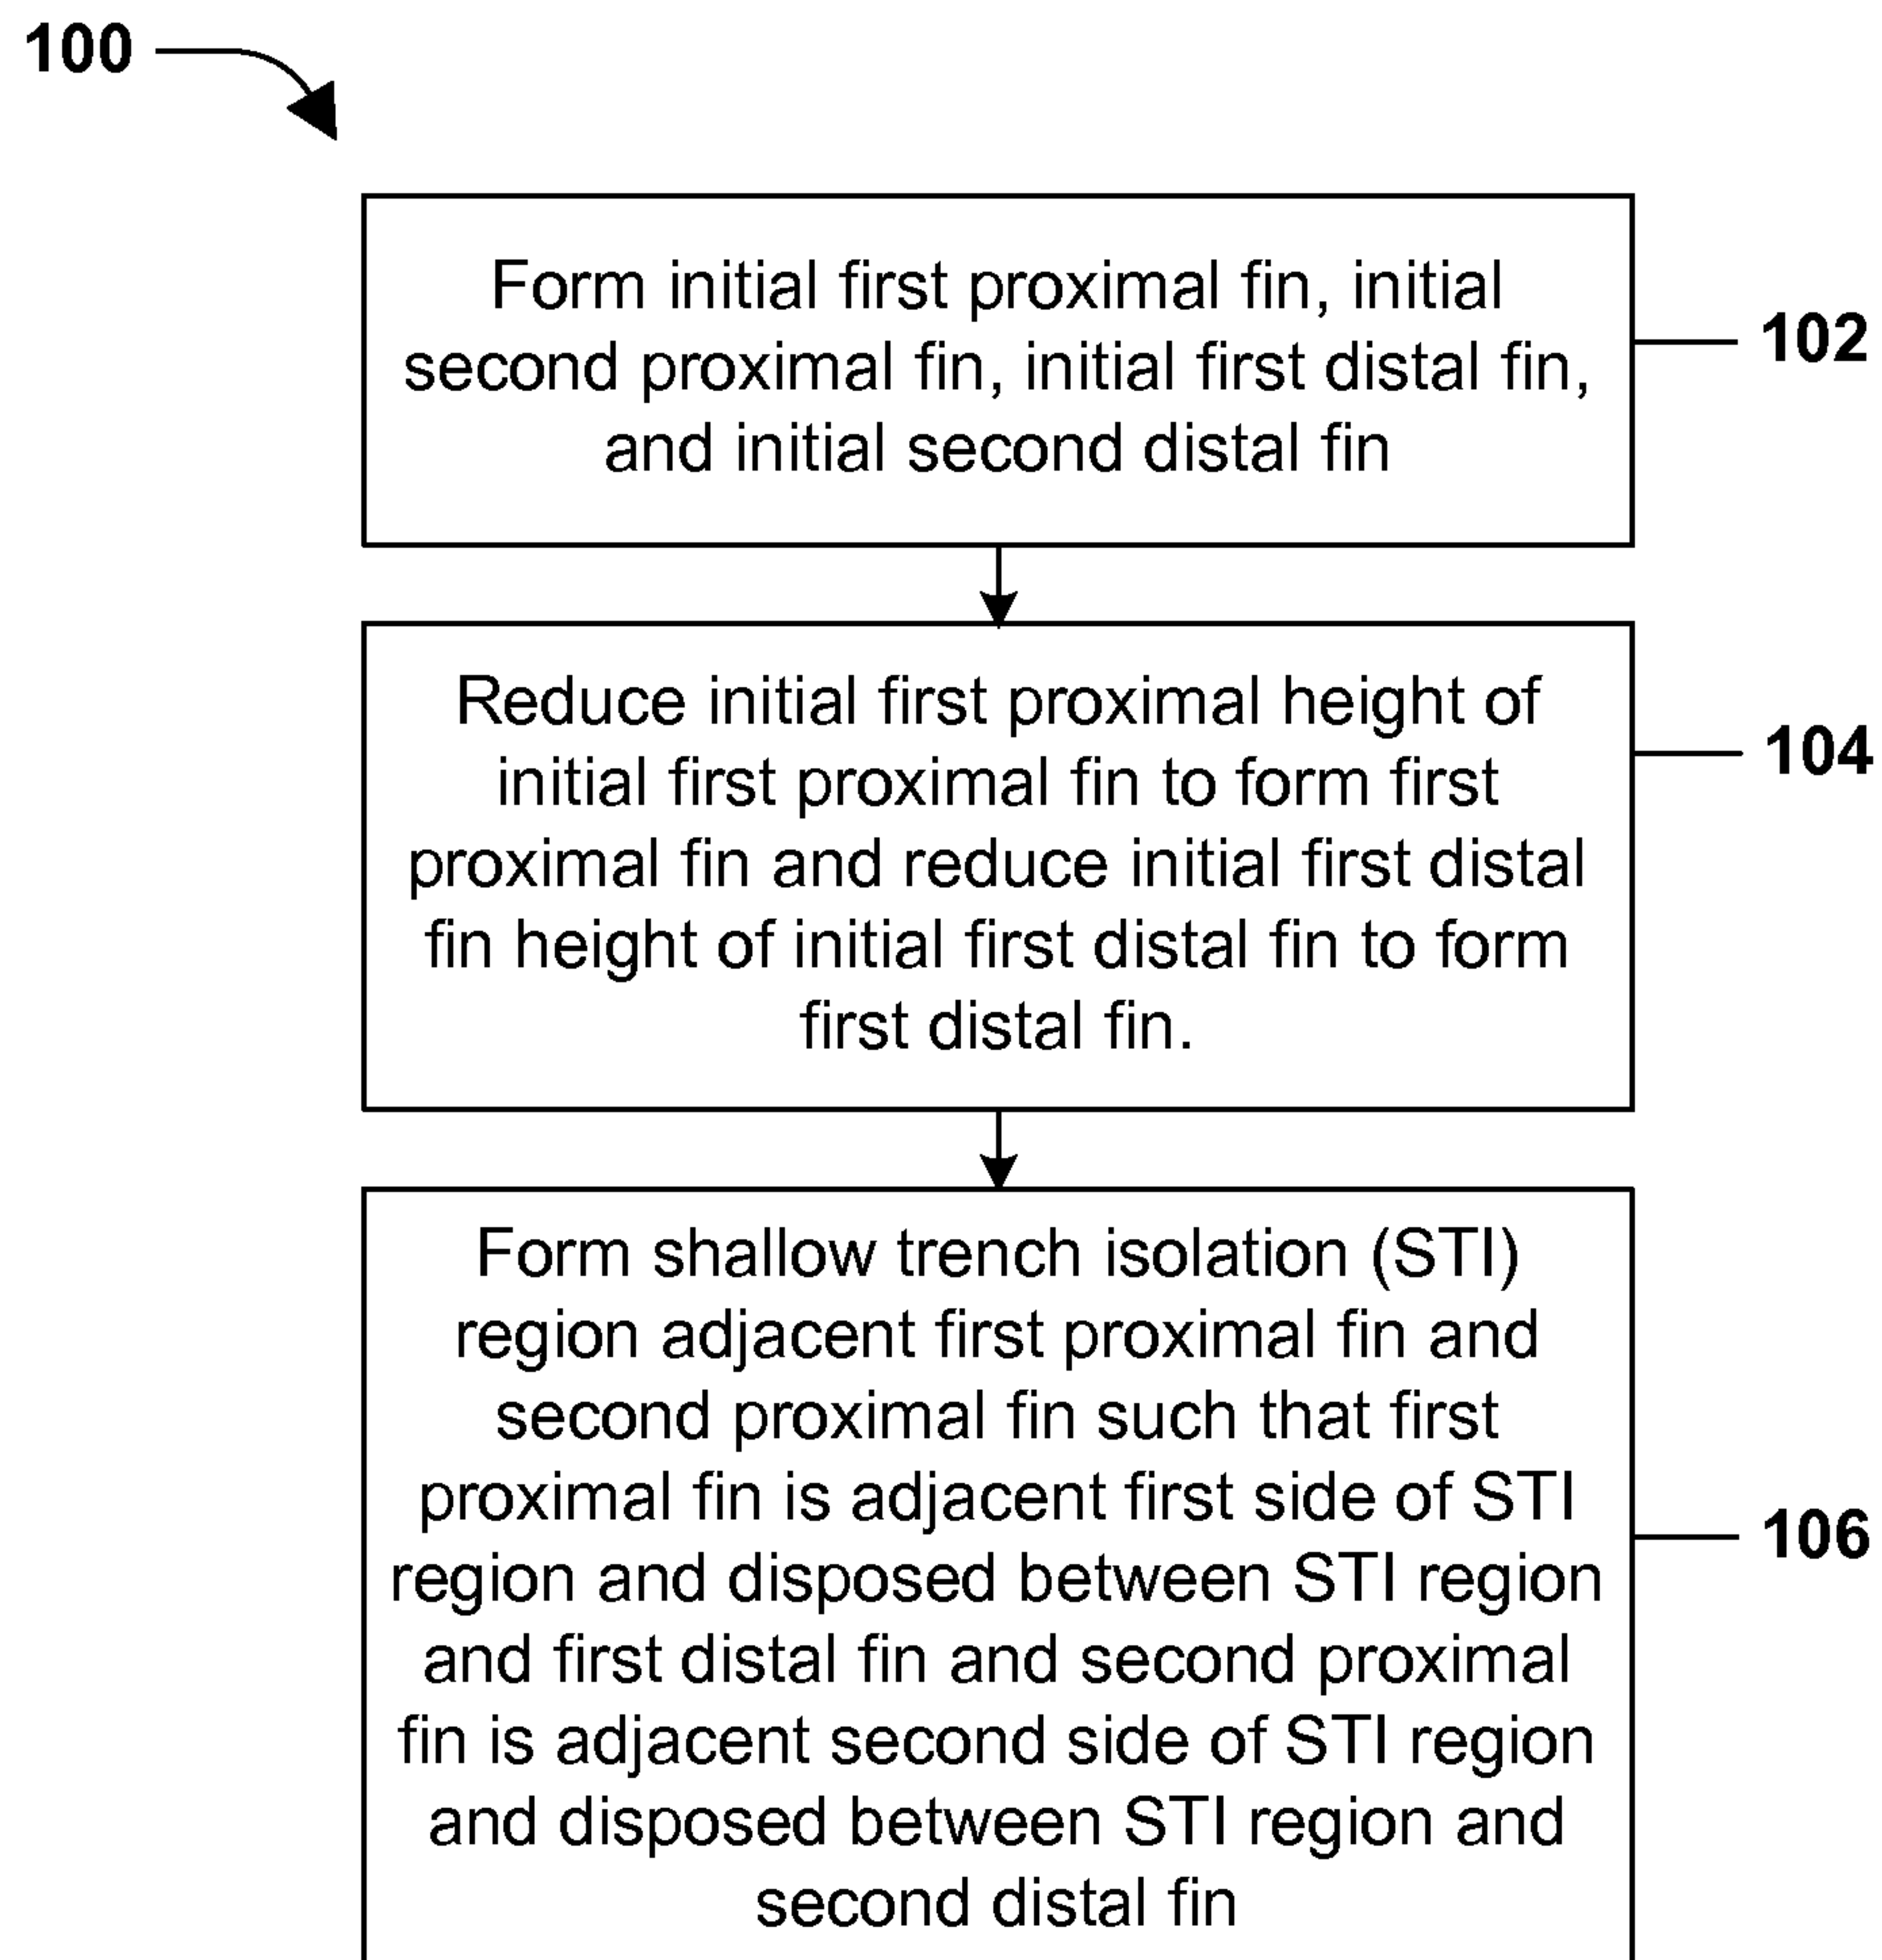 100
Form initial first proximal fin, initial
second proximal fin, initial first distal fin,
and initial second distal fin
102
Reduce initial first proximal height of
initial first proximal fin to form first
proximal fin and reduce initial first distal
fin height of initial first distal fin to form
first distal fin.
104
Form shallow trench isolation (STI)
region adjacent first proximal fin and
second proximal fin such that first
proximal fin is adjacent first side of STI
region and disposed between STI region
and first distal fin and second proximal
fin is adjacent second side of STI region
and disposed between STI region and
second distal fin
106